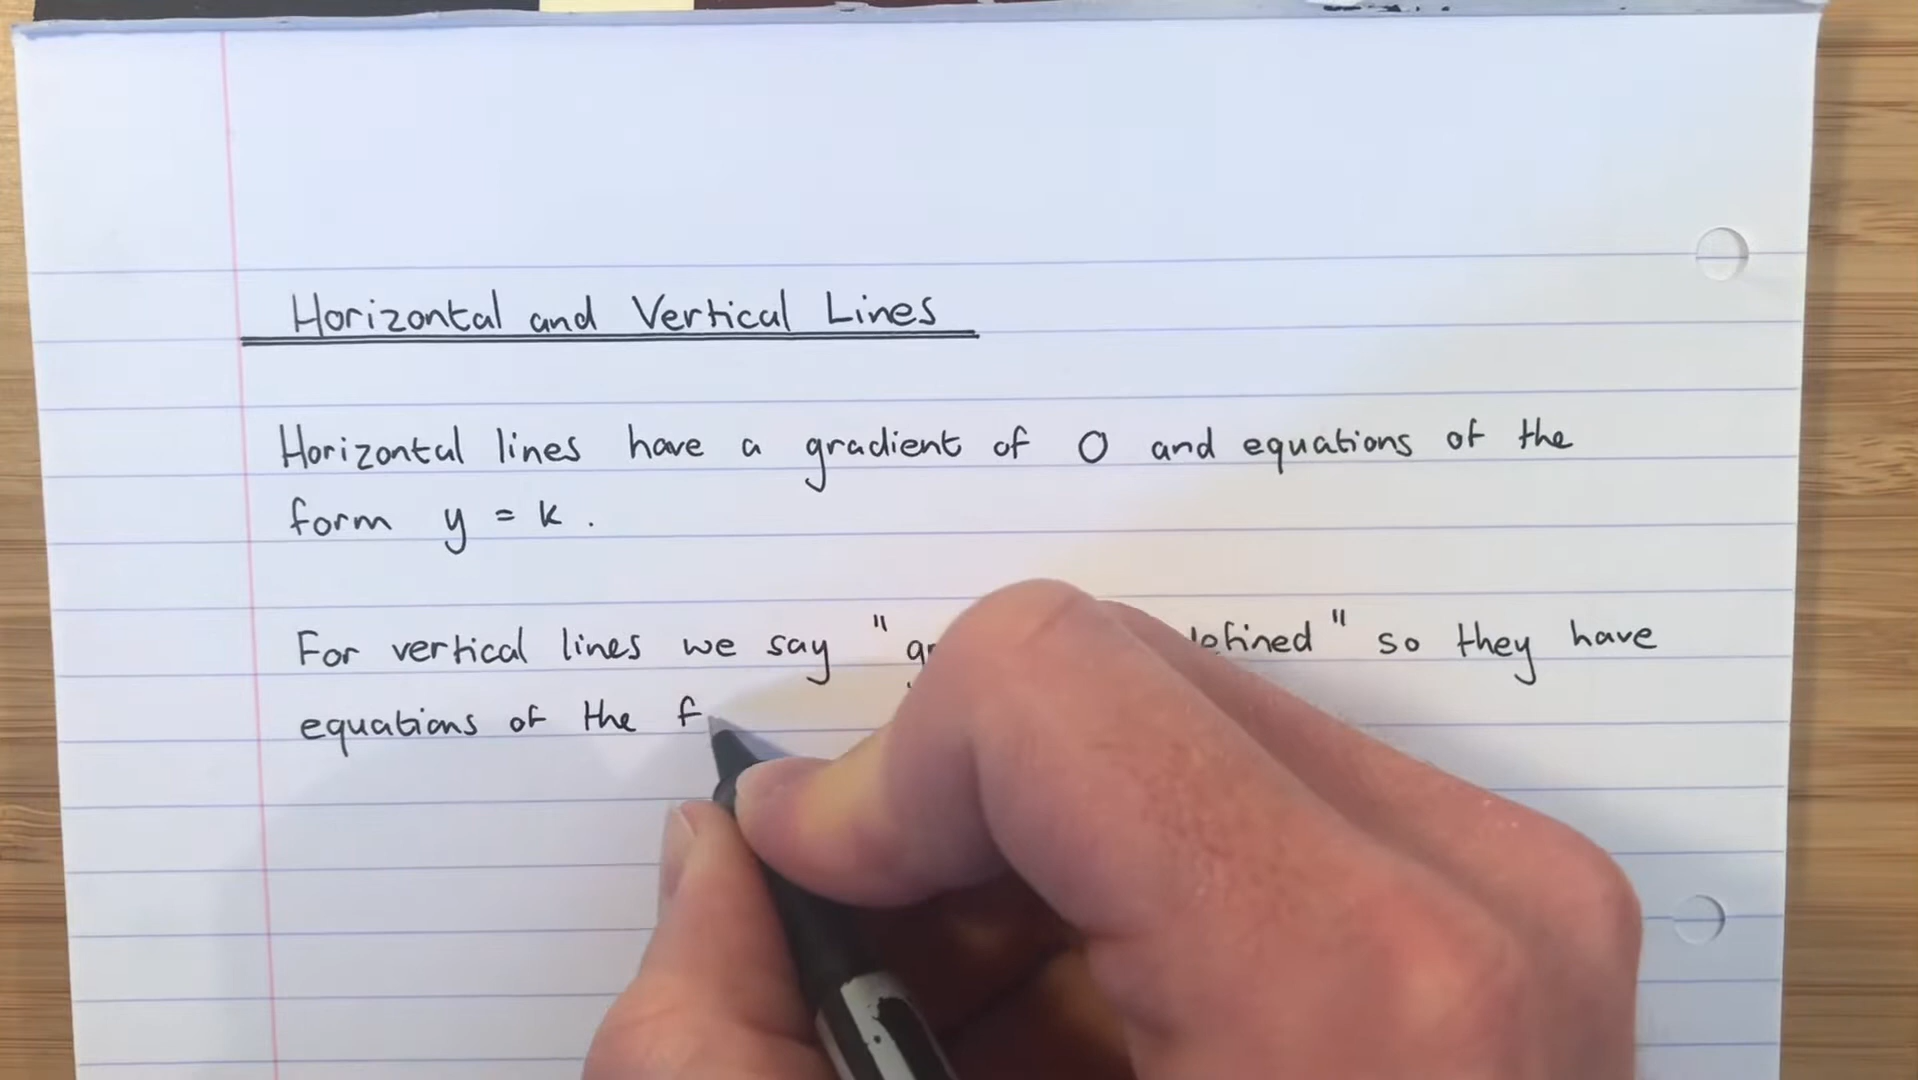 Horizontal and Vertical Lines
Horizontal lines have a gradient of 0 and equations of the
form y = k.
For vertical lines we say " so they have
equations of the